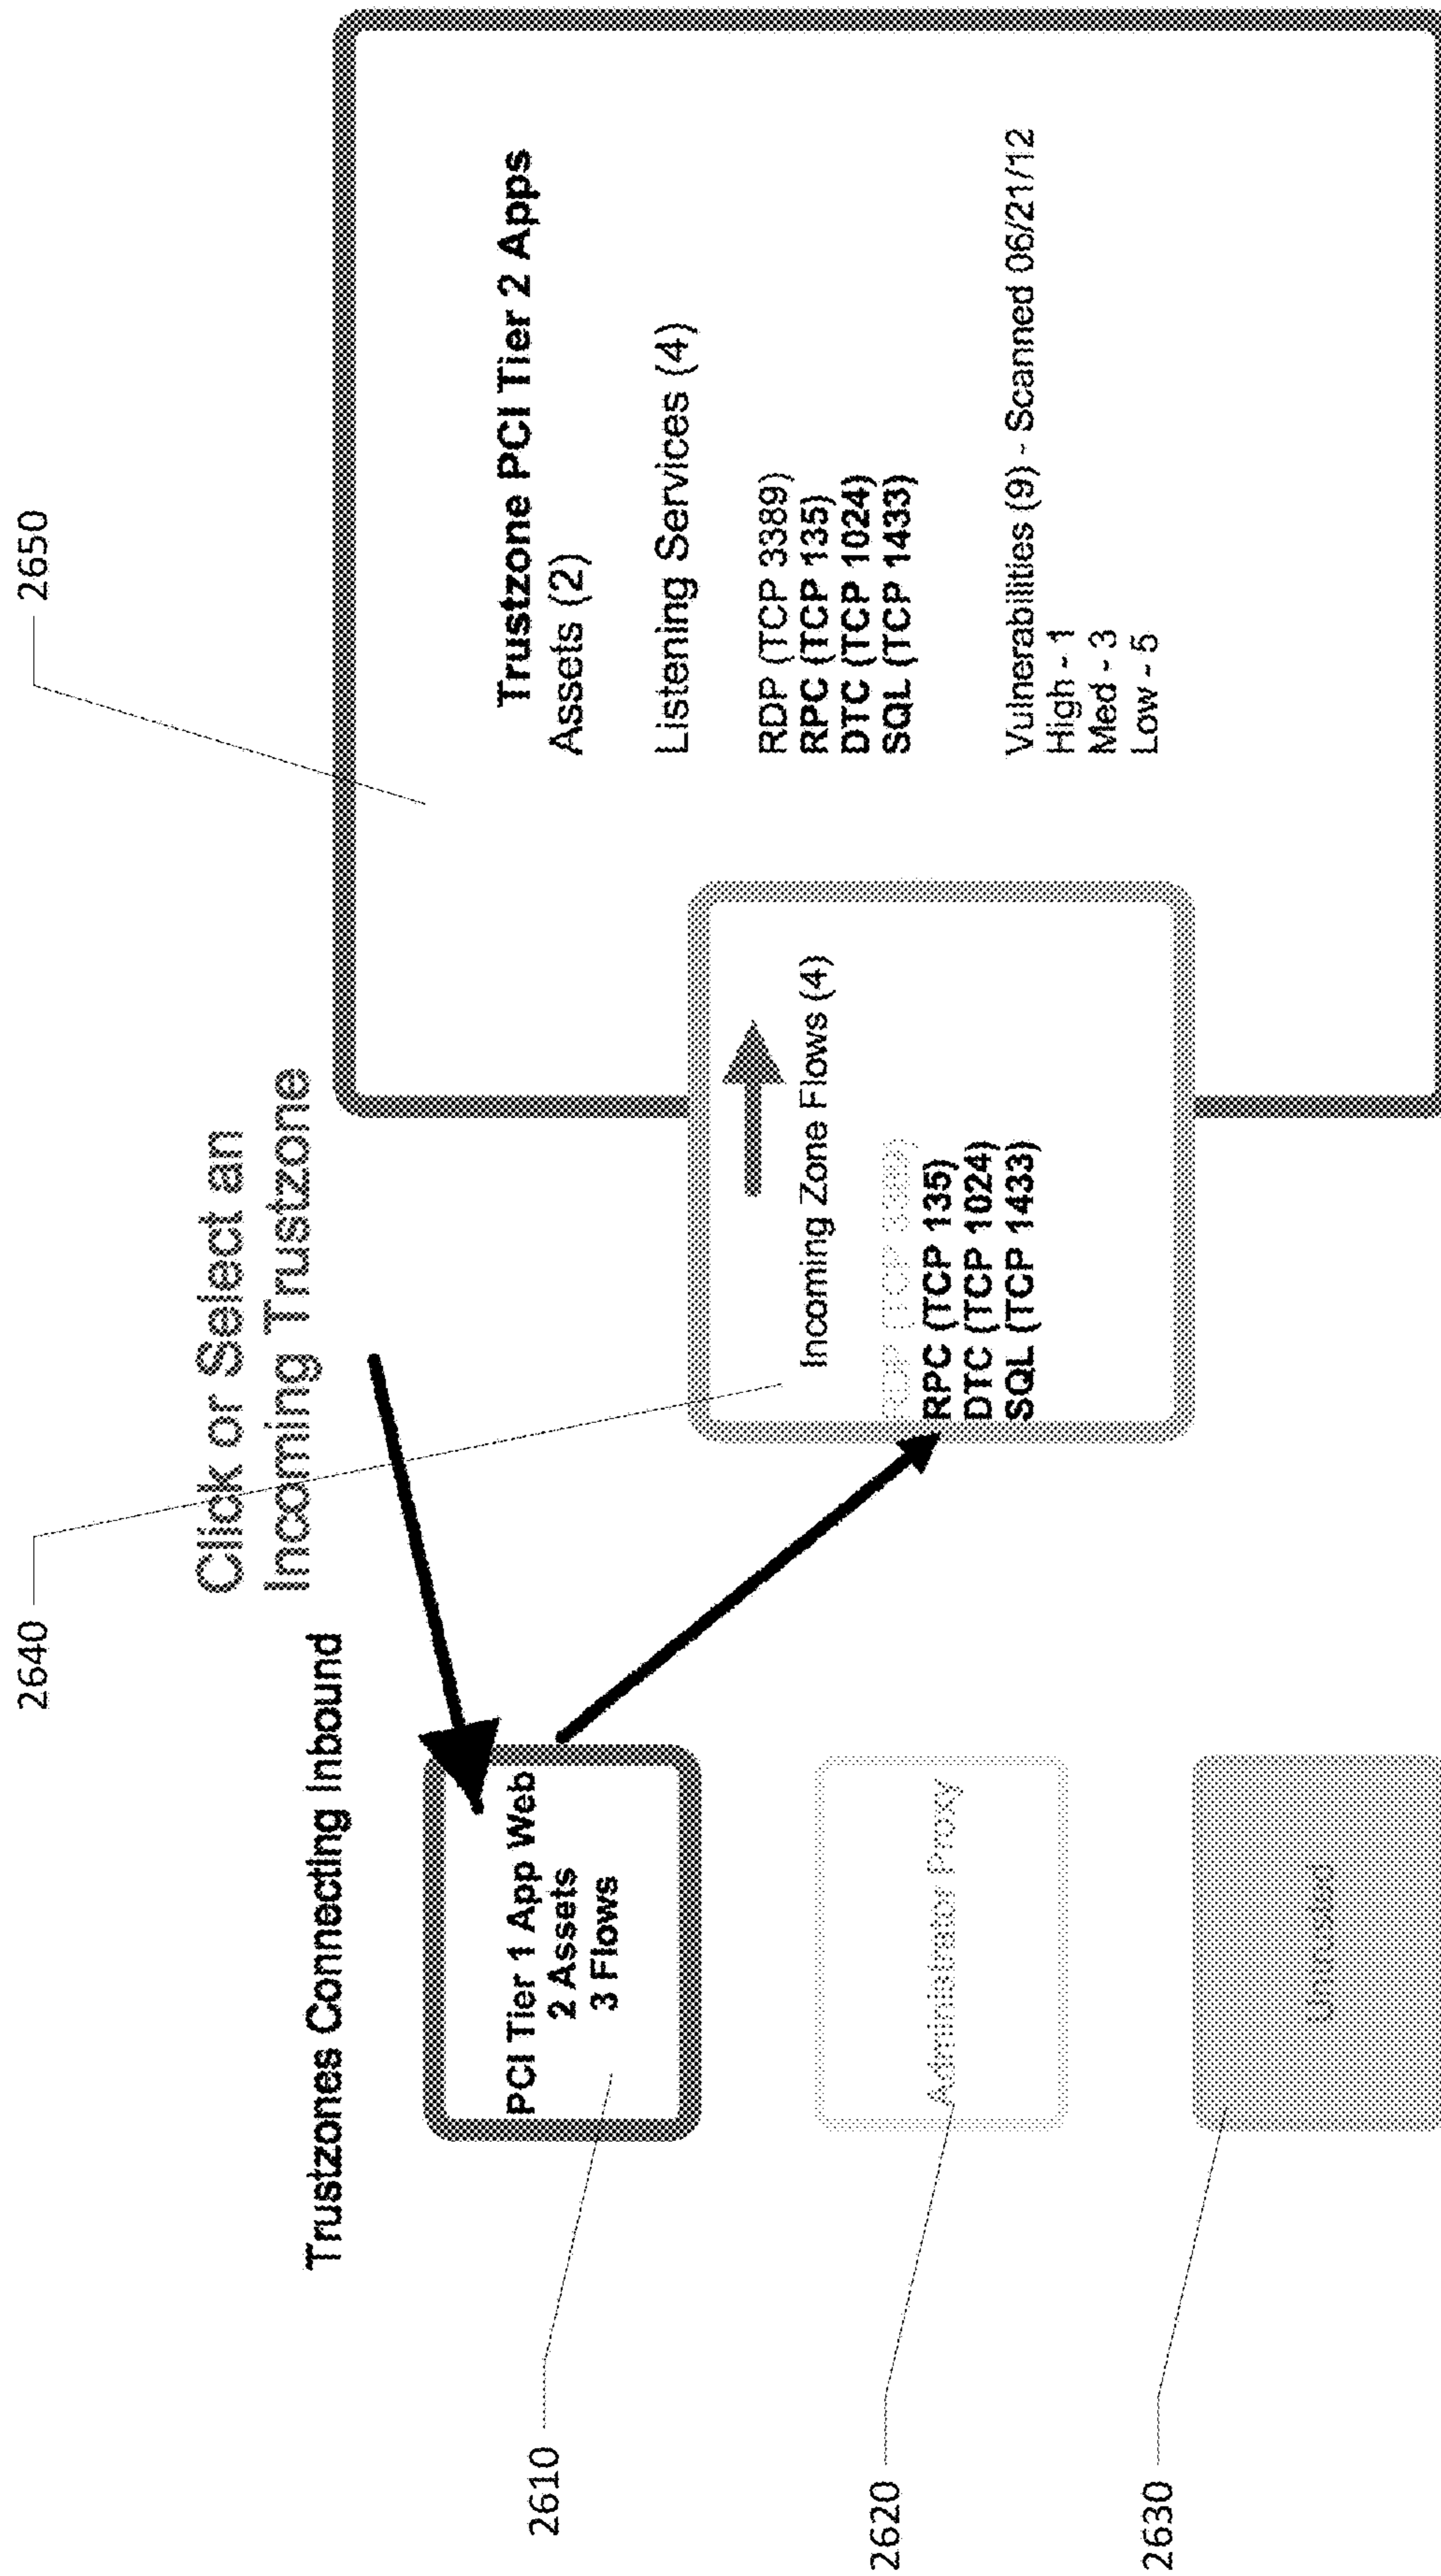 2640
2650
Click or Select an
Incoming Trustzone
Trustzones Connecting Inbound
2610
PCI Tier 1 App Web
2 Assets
3 Flows
2620
Administrator Proxy
2630
Incoming Zone Flows (4)
RDP (TCP 3389)
RPC (TCP 135)
DTC (TCP 1024)
SQL (TCP 1433)
Trustzone PCI Tier 2 Apps
Assets (2)
Listening Services (4)
RDP (TCP 3389)
RPC (TCP 135)
DTC (TCP 1024)
SQL (TCP 1433)
Vulnerabilities (9) - Scanned 06/21/12
High - 1
Med - 3
Low - 5